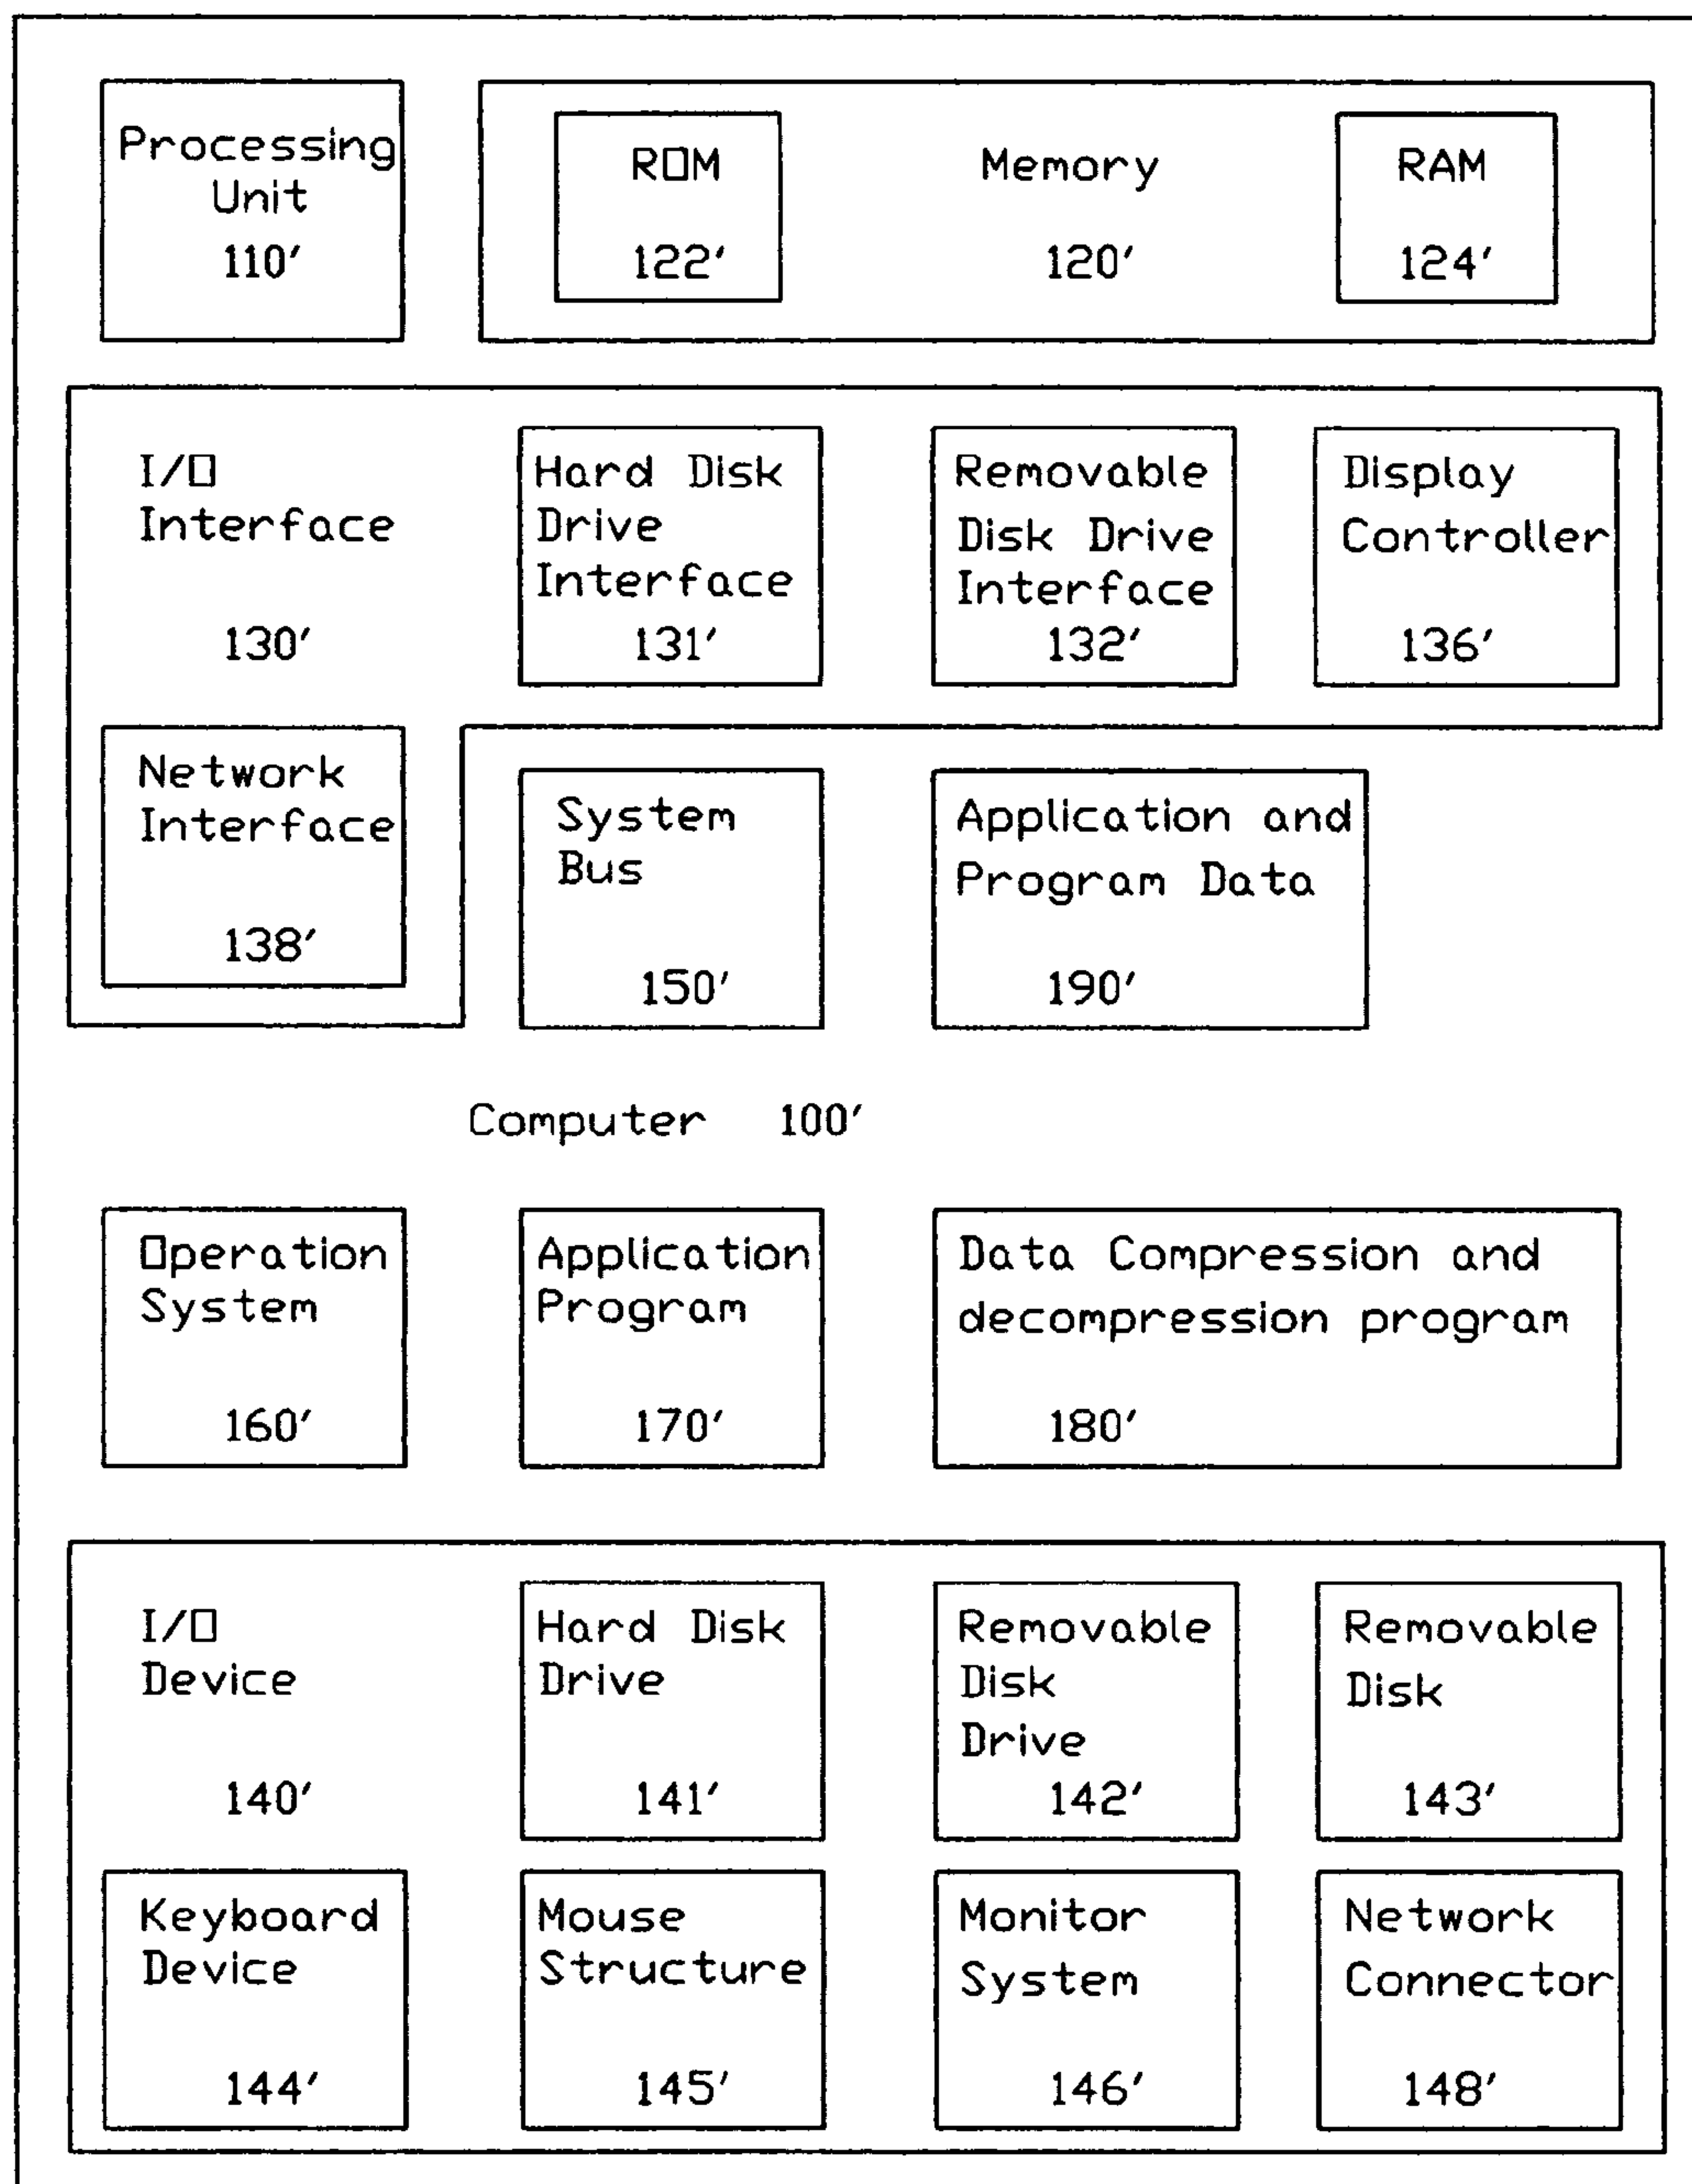 Processing
Unit
110'
ROM
122'
Memory
120'
RAM
124'
I/O
Interface
130'
Hard Disk
Drive
Interface
131'
Removable
Disk Drive
Interface
132'
Display
Controller
136'
Network
Interface
138'
System
Bus
150'
Application and
Program Data
190'
Computer 100'
Operation
System
160'
Application
Program
170'
Data Compression and
decompression program
180'
I/O
Device
140'
Hard Disk
Drive
141'
Removable
Disk
Drive
142'
Removable
Disk
143'
Keyboard
Device
144'
Mouse
Structure
145'
Monitor
System
146'
Network
Connector
148'